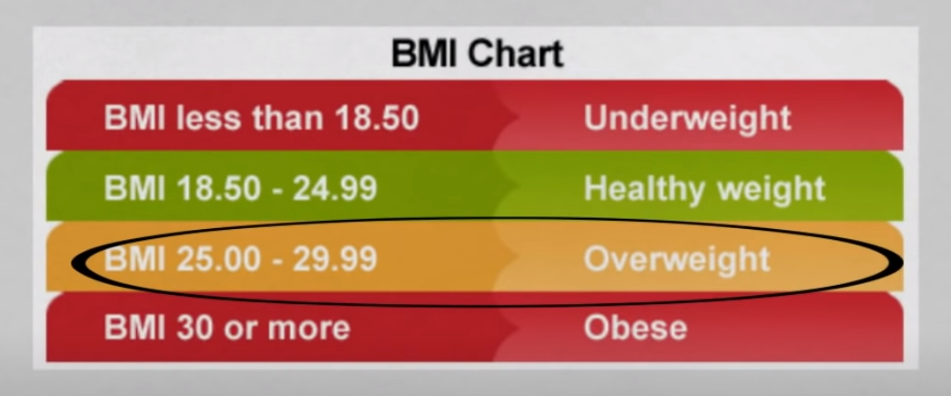 BMI Chart
BMI less than 18.50 Underweight
BMI 18.50 - 24.99 Healthy weight
BMI 25.00 - 29.99 Overweight
BMI 30 or more Obese